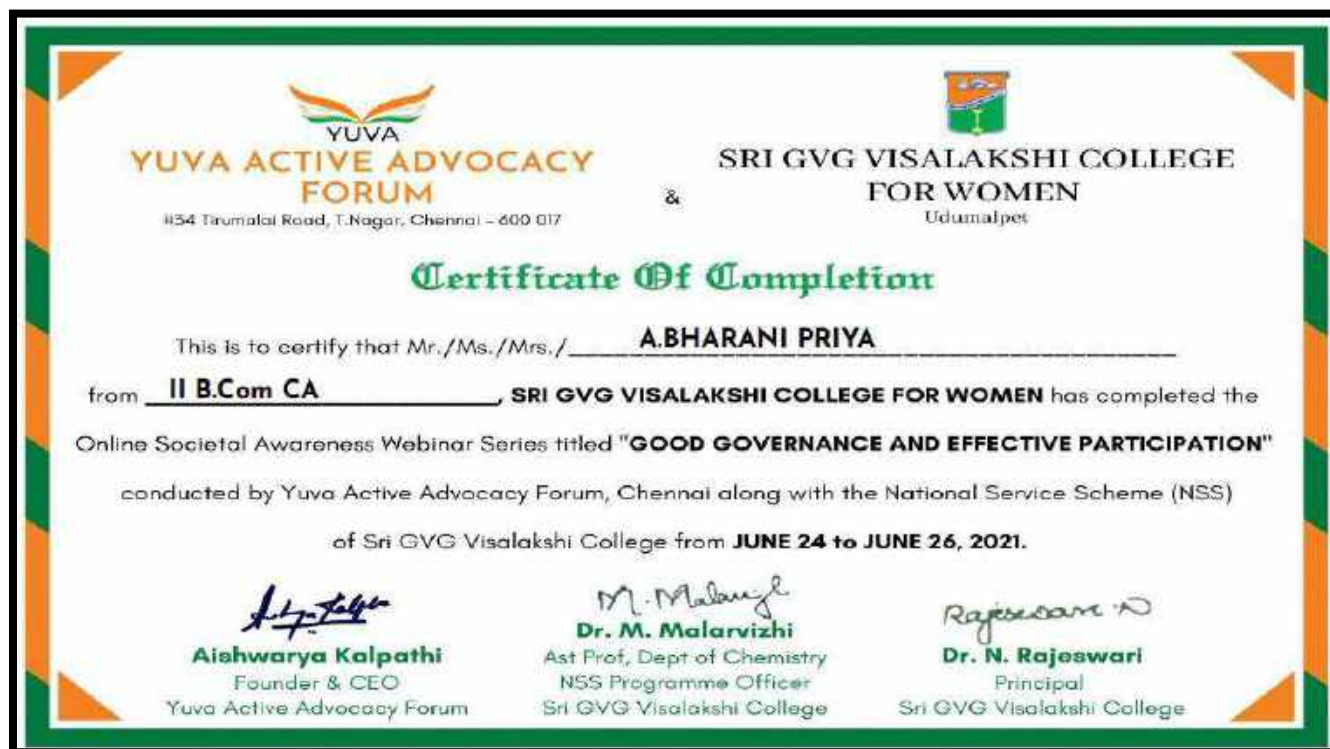 YUVA
YUVA ACTIVE ADVOCACY
FORUM
#34 Tirumalai Road, T.Nagar, Chennai - 600 017
&
SRI GVG VISALAKSHI COLLEGE
FOR WOMEN
Udumalpet
Certificate Of Completion
This is to certify that Mr./Ms./Mrs./ A.BHARANI PRIYA
from II B.Com CA, SRI GVG VISALAKSHI COLLEGE FOR WOMEN has completed the
Online Societal Awareness Webinar Series titled "GOOD GOVERNANCE AND EFFECTIVE PARTICIPATION"
conducted by Yuva Active Advocacy Forum, Chennai along with the National Service Scheme (NSS)
of Sri GVG Visalakshi College from JUNE 24 to JUNE 26, 2021.
Aishwarya Kalpathi
Founder & CEO
Yuva Active Advocacy Forum
M. Malarvizhi
Dr. M. Malarvizhi
Ast Prof, Dept of Chemistry
NSS Programme Officer
Sri GVG Visalakshi College
Rajeswari N
Dr. N. Rajeswari
Principal
Sri GVG Visalakshi College